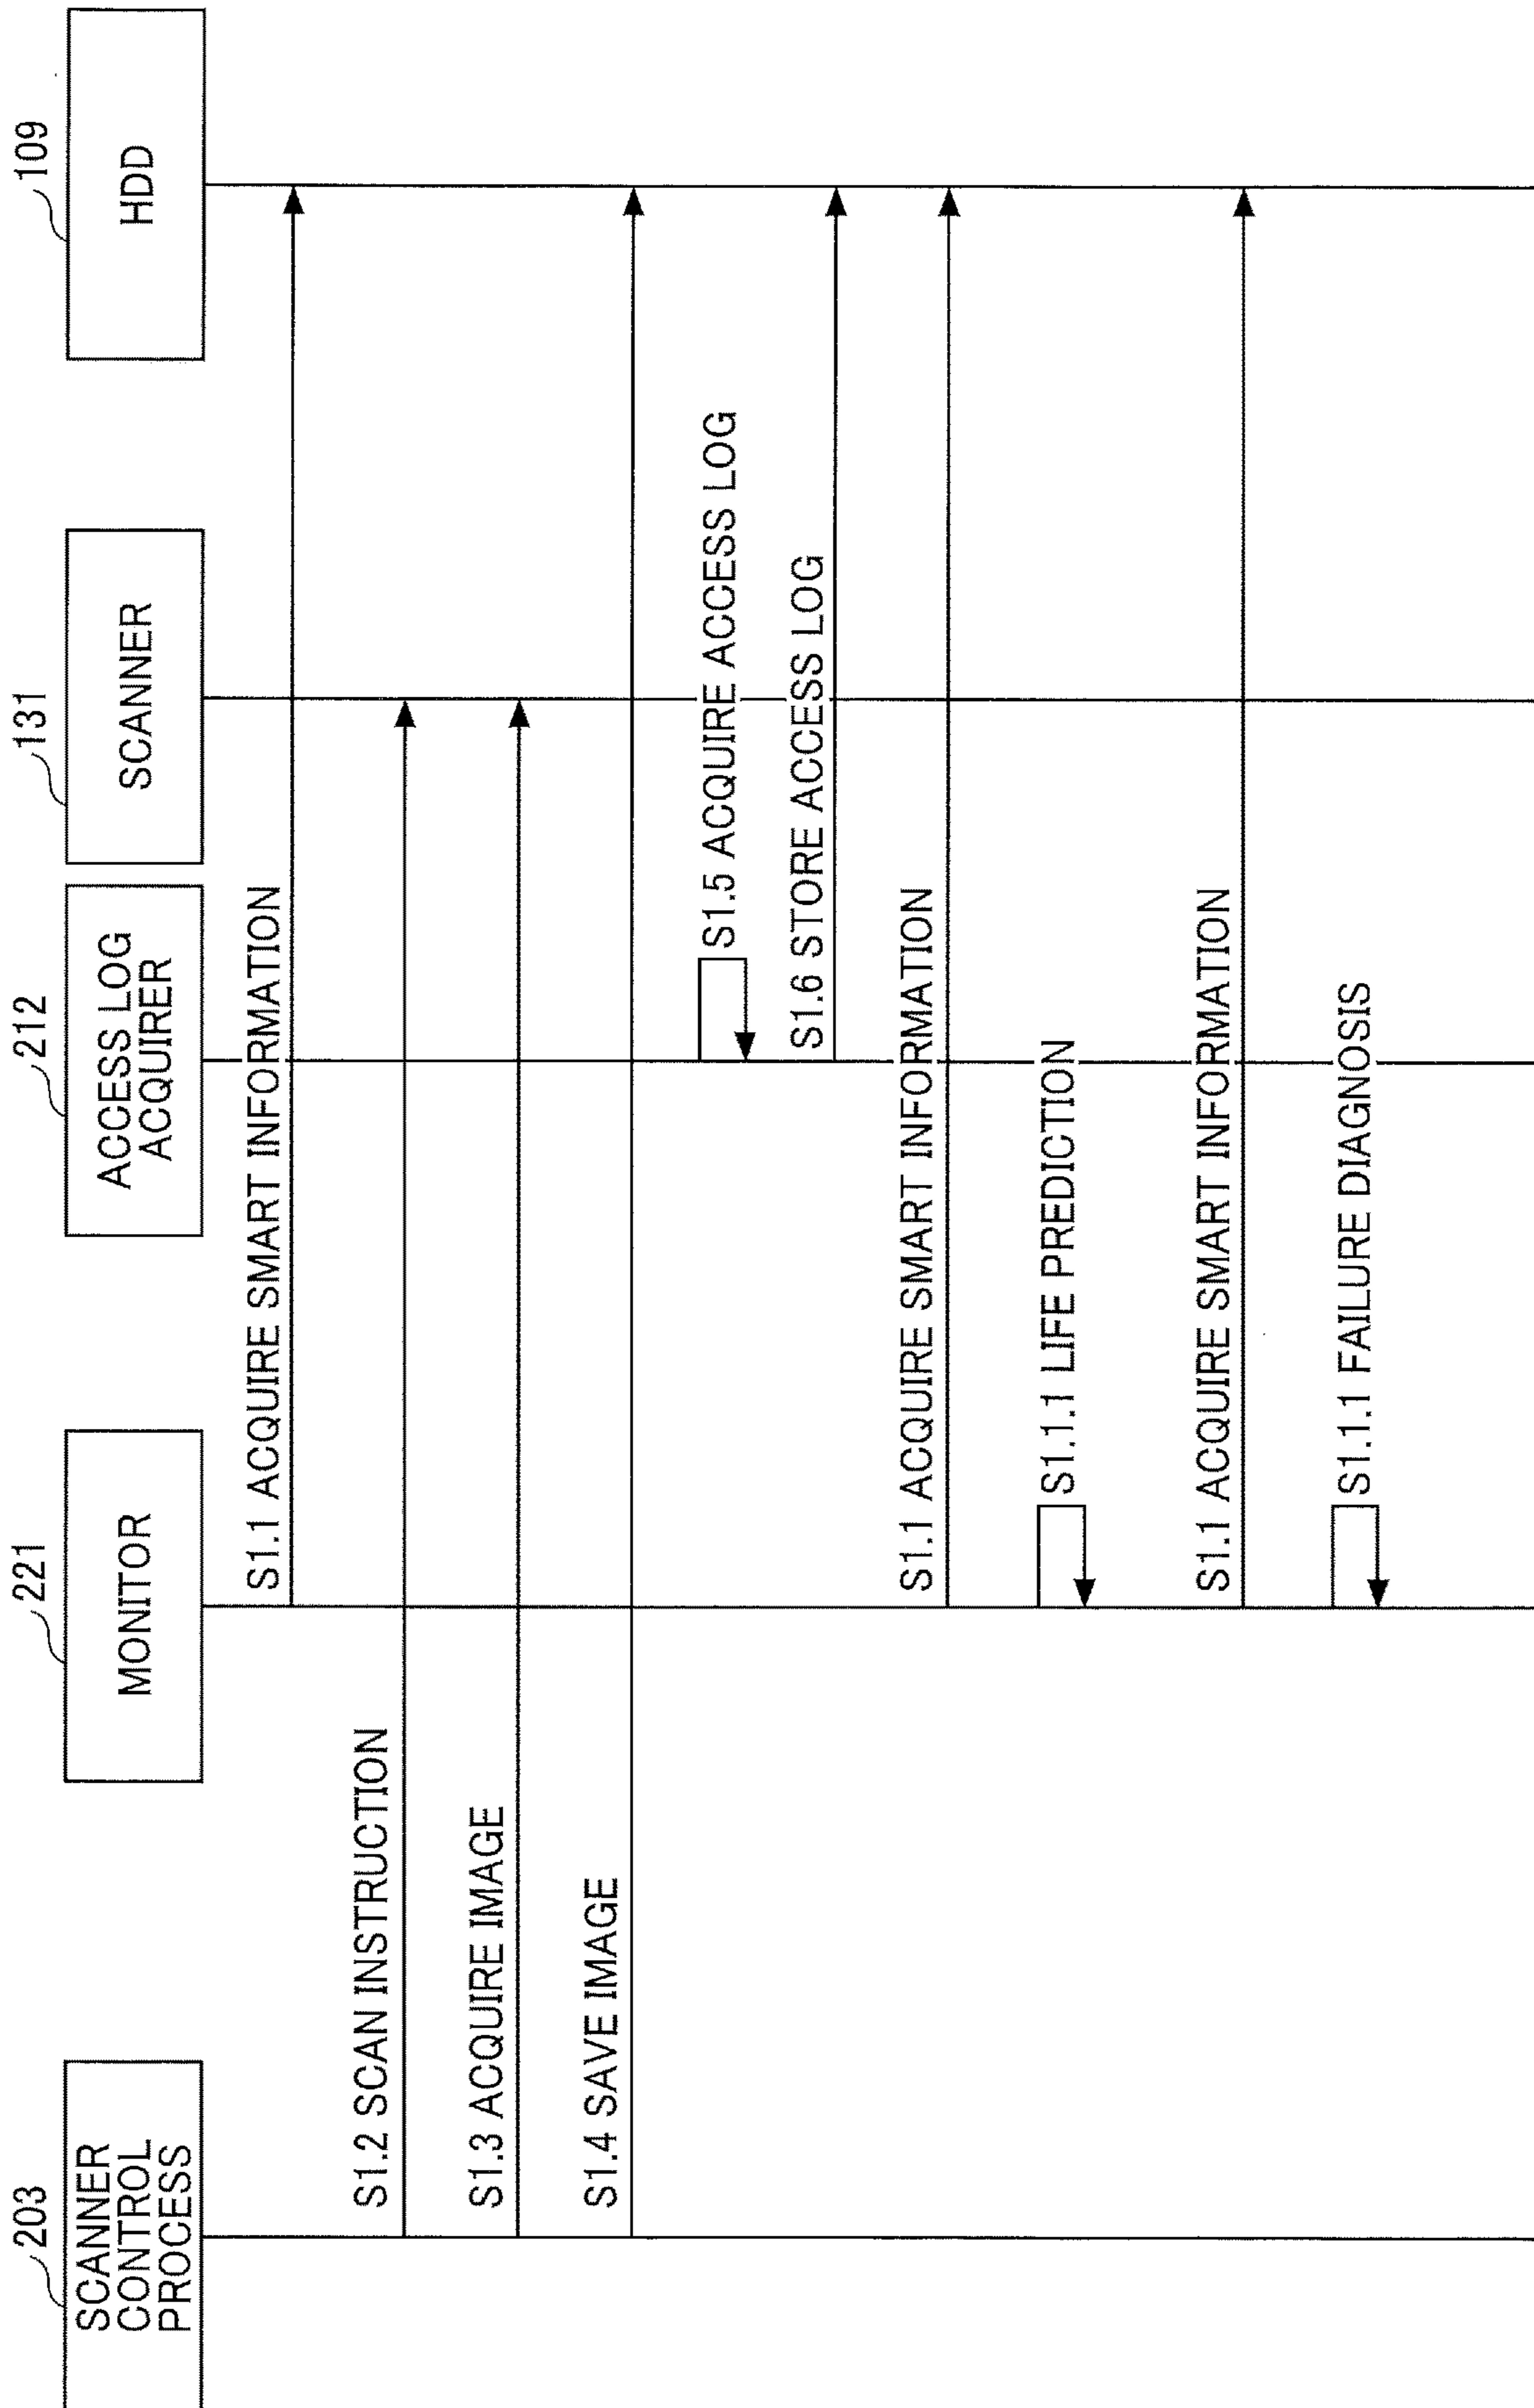 203
SCANNER
CONTROL
PROCESS
221
MONITOR
212
ACCESS LOG
ACQUIRER
131
SCANNER
109
HDD
S1.1 ACQUIRE SMART INFORMATION
S1.2 SCAN INSTRUCTION
S1.3 ACQUIRE IMAGE
S1.4 SAVE IMAGE
S1.5 ACQUIRE ACCESS LOG
S1.6 STORE ACCESS LOG
S1.1 ACQUIRE SMART INFORMATION
S1.1.1 LIFE PREDICTION
S1.1 ACQUIRE SMART INFORMATION
S1.1.1 FAILURE DIAGNOSIS